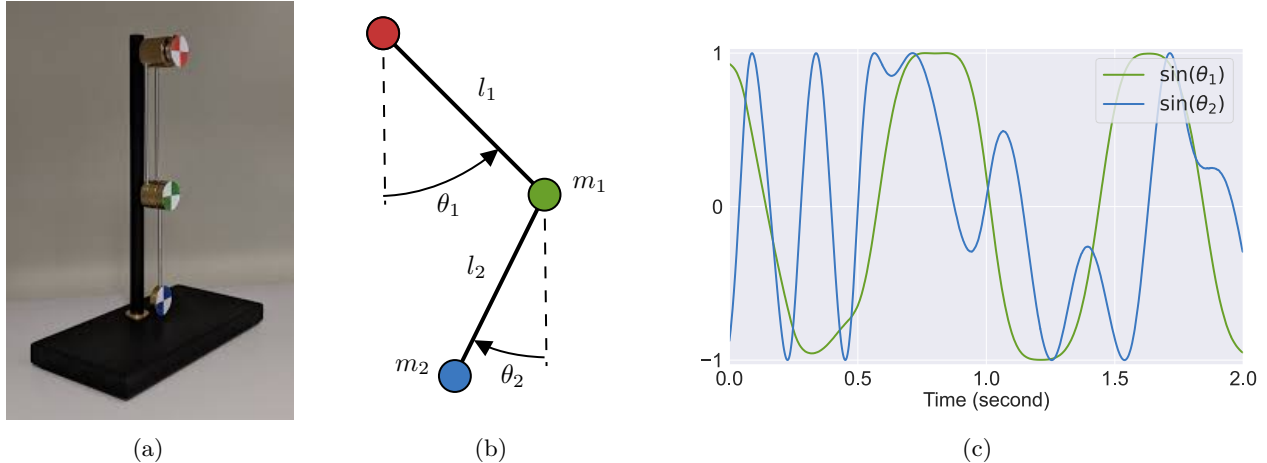 l₁
θ₁
m₁
l₂
m₂
θ₂
1
0
−1
sin(θ₁)
sin(θ₂)
0.0 0.5 1.0 1.5 2.0
Time (second)
(a) (b) (c)